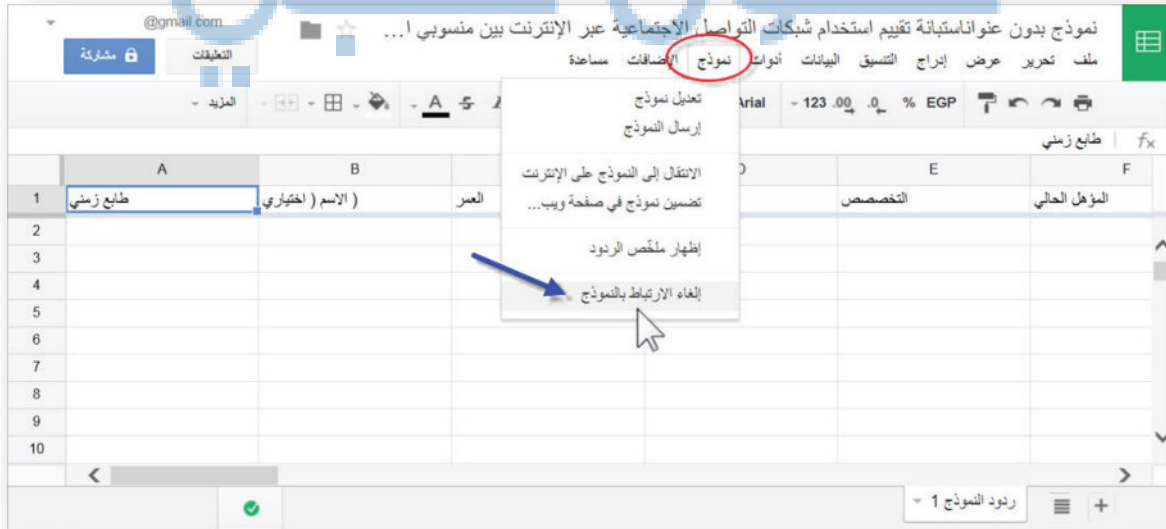 نموذج بدون عنواناستبانة تقييم استخدام شبكات التواصل الاجتماعية عبر الإنترنت بين منسوبي ا...
@gmail.com
ملف تحرير عرض إدراج التنسيق البيانات أدوات نموذج الإضافات مساعدة
التعليقات
مشاركة
EGP % .0 .00 123 Arial
A
المزيد
تعديل نموذج
إرسال النموذج
الانتقال إلى النموذج على الإنترنت
تضمين نموذج في صفحة ويب...
إظهار ملخّص الردود
إلغاء الارتباط بالنموذج
fx طابع زمني
A B D E F
1 طابع زمني ( الاسم ( اختياري العمر التخصصص المؤهل الحالي
2
3
4
5
6
7
8
9
10
ردود النموذج 1